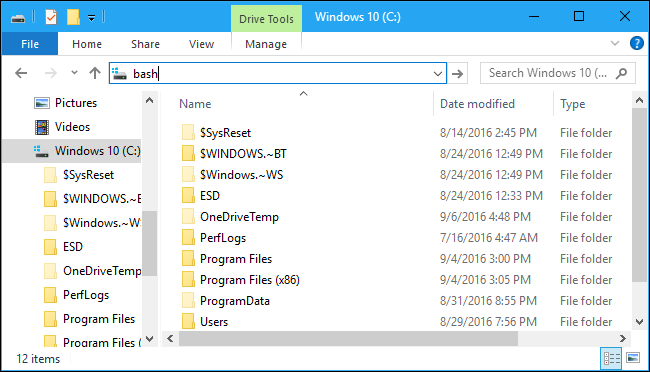 Drive Tools
Windows 10 (C:)
File
Home
Share
View
Manage
bash
Search Windows 10 (...
Pictures
Videos
Windows 10 (C:)
$SysReset
$WINDOWS.~B
$Windows.~WS
ESD
OneDriveTemp
PerfLogs
Program Files
Program Files (
Name Date modified Type
$SysReset 8/14/2016 2:45 PM File folder
$WINDOWS.~BT 8/24/2016 12:49 PM File folder
$Windows.~WS 8/24/2016 12:49 PM File folder
ESD 8/24/2016 12:33 PM File folder
OneDriveTemp 9/6/2016 4:48 PM File folder
PerfLogs 7/16/2016 4:47 AM File folder
Program Files 9/4/2016 3:00 PM File folder
Program Files (x86) 9/4/2016 3:05 PM File folder
ProgramData 8/31/2016 8:55 PM File folder
Users 8/29/2016 7:56 PM File folder
12 items